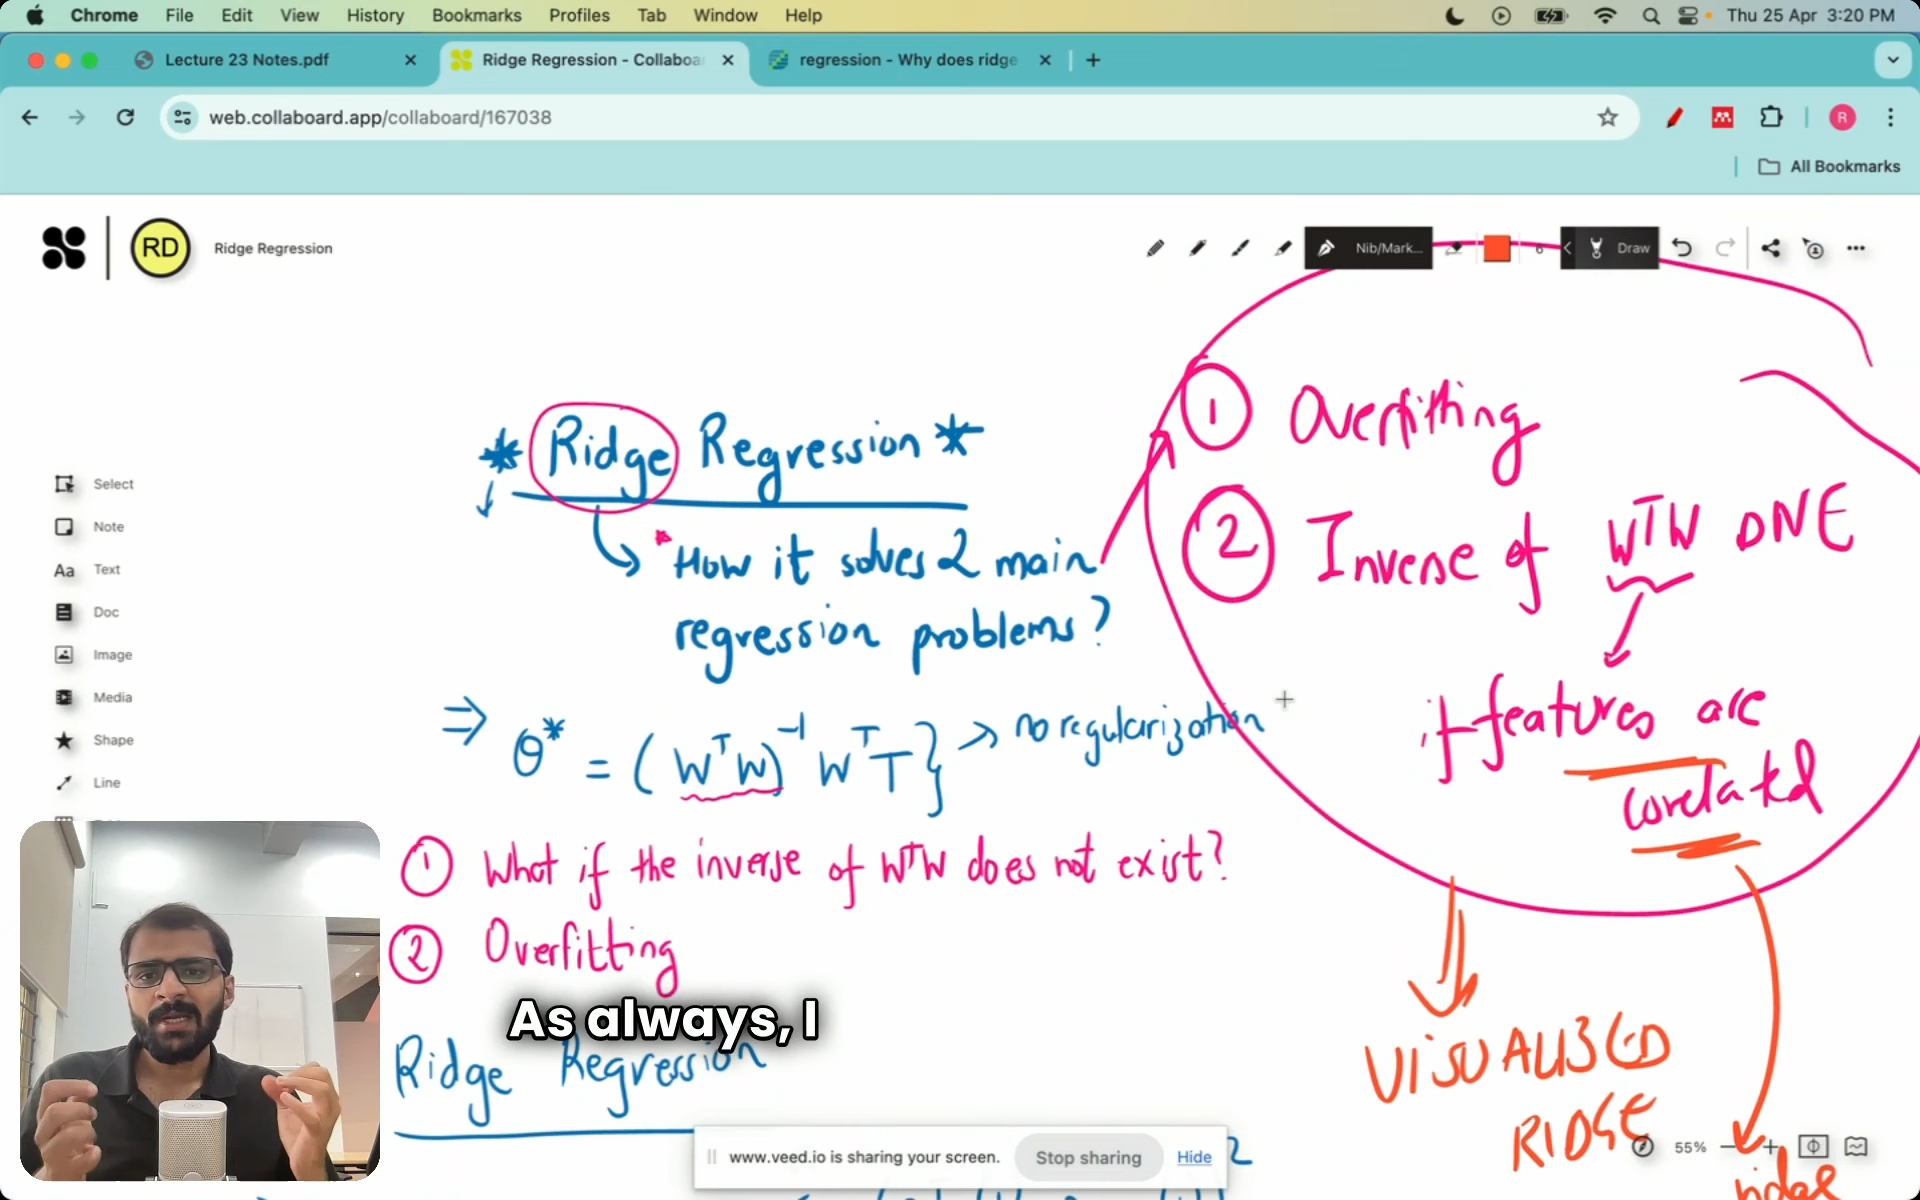 Chrome File Edit View History Bookmarks Profiles Tab Window Help Thu 25 Apr 3:20 PM
Lecture 23 Notes.pdf
Ridge Regression - Collaboa
regression - Why does ridge
web.collaboard.app/collaboard/167038
R
All Bookmarks
RD
Ridge Regression
Nib/Mark...
Draw
* Ridge Regression *
How it solves 2 main
regression problems?
⇒ θ* = (WᵀW)⁻¹ WᵀT} → no regularization
① What if the inverse of WᵀW does not exist?
② Overfitting
Ridge Regression
2
① Overfitting
② Inverse of WᵀW DNE
if features are
corelated
VISUALISED
RIDGE
ridge
Select
Note
Aa Text
Doc
Image
Media
Shape
Line
As always, I
www.veed.io is sharing your screen.
Stop sharing
Hide
55%